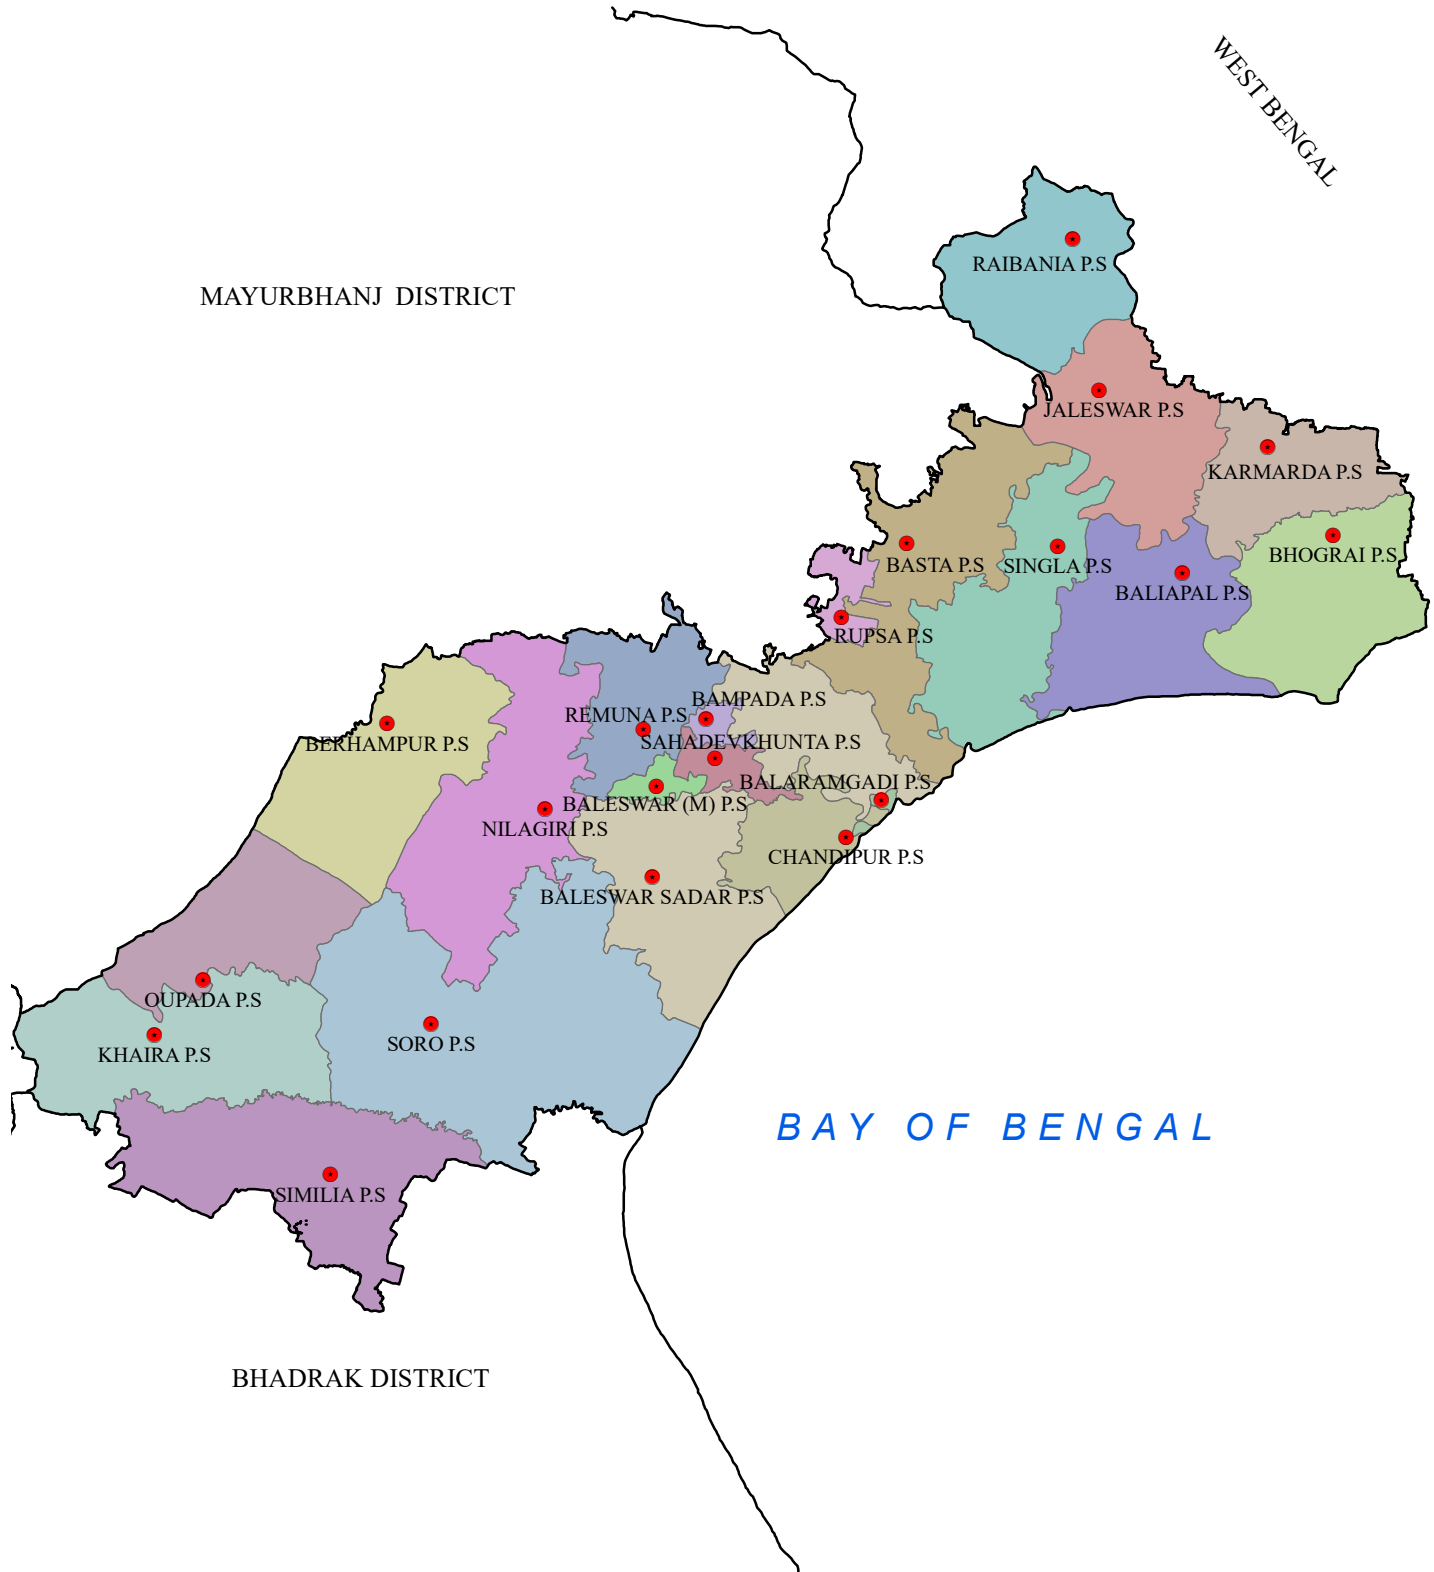 WEST BENGAL
RAIBANIA P.S
MAYURBHANJ DISTRICT
JALESWAR P.S
KARMARDA P.S
BHOGRAI P.S
BASTA P.S
SINGLA P.S
BALIAPAL P.S
RUPSA P.S
BAMPADA P.S
REMUNA P.S
SAHADEVKHUNTA P.S
BERHAMPUR P.S
BALARAMGADI P.S
BALESWAR (M) P.S
NILAGIRI P.S
CHANDIPUR P.S
BALESWAR SADAR P.S
OUPADA P.S
SORO P.S
KHAIRA P.S
BAY OF BENGAL
SIMILIA P.S
BHADRAK DISTRICT